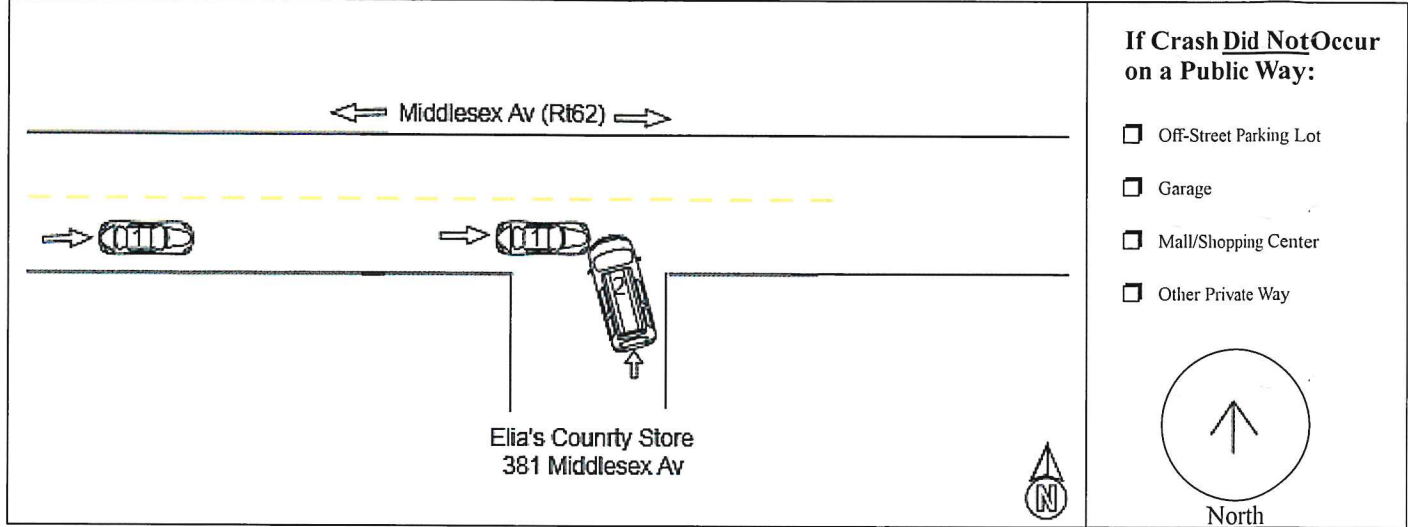 Middlesex Av (Rt62)
1
1
2
Elia's Counrty Store
381 Middlesex Av
N
If Crash Did Not Occur
on a Public Way:
Off-Street Parking Lot
Garage
Mall/Shopping Center
Other Private Way
North